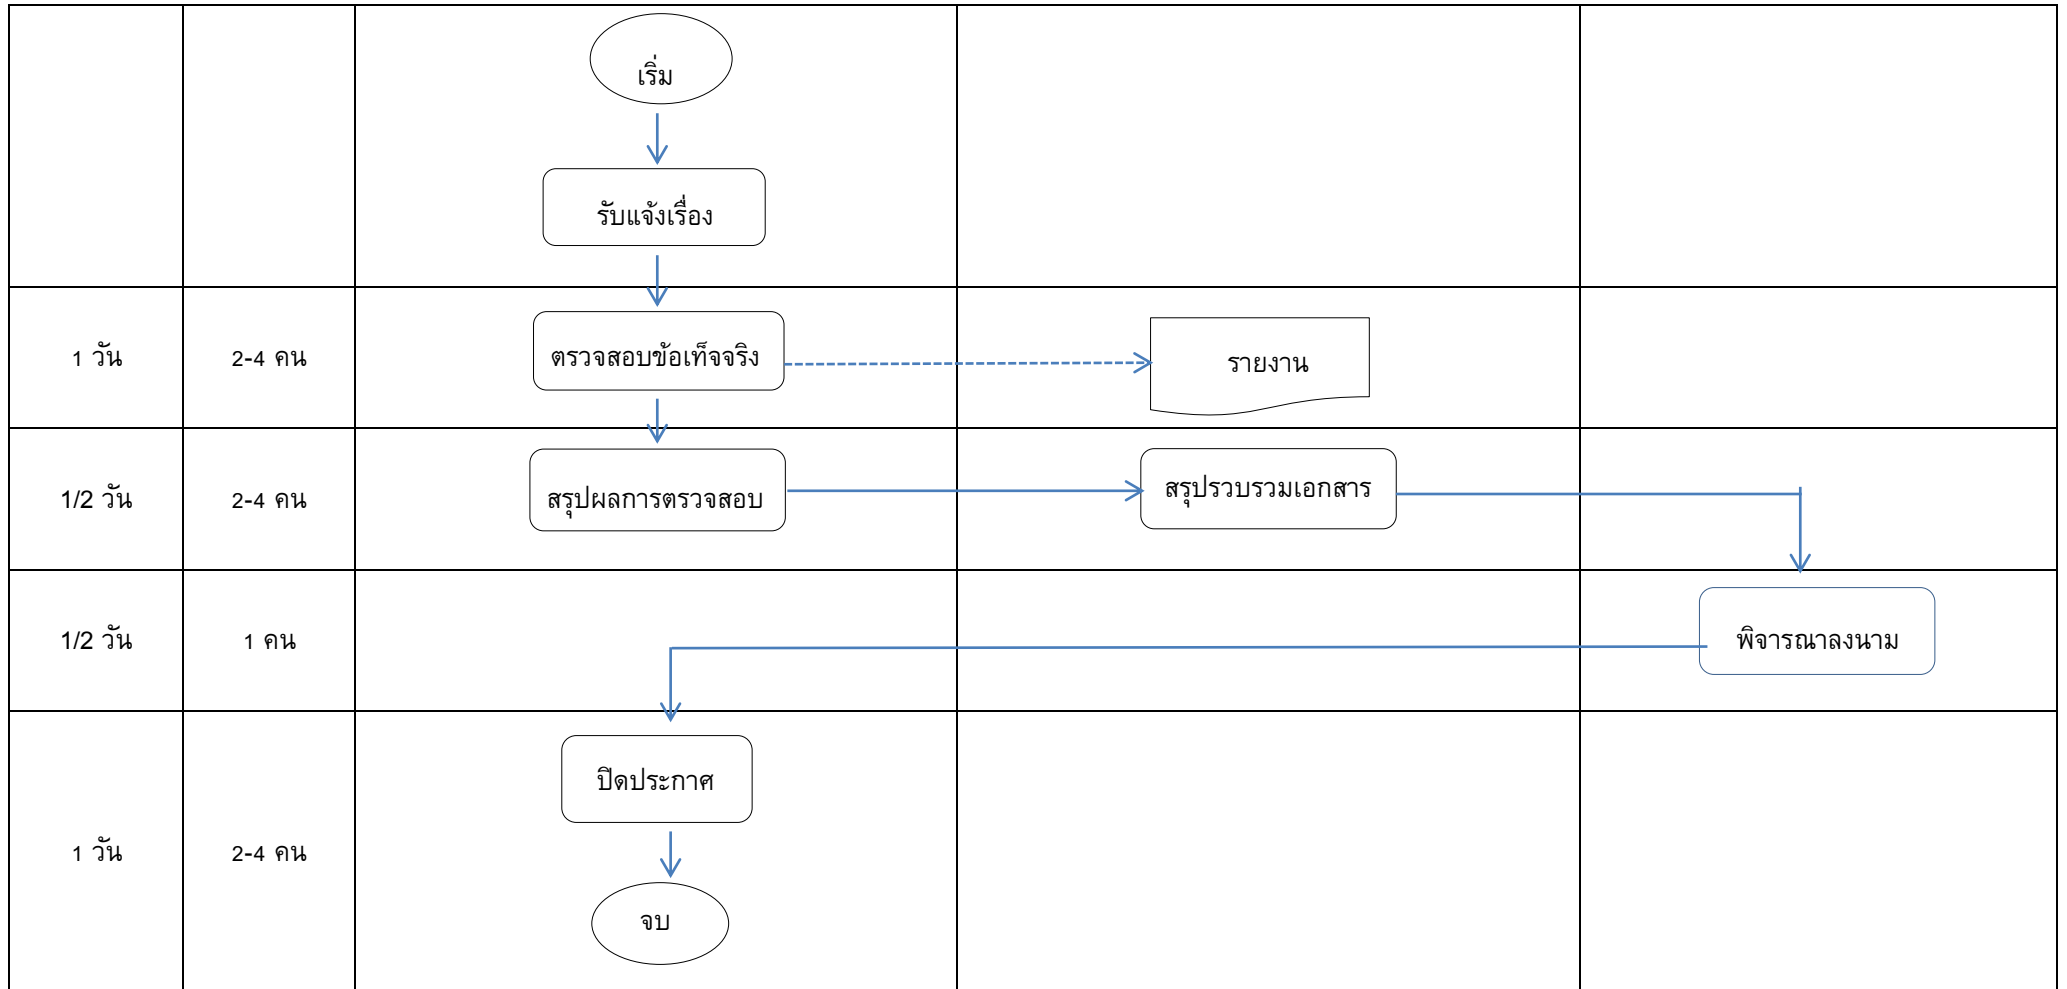 เริ่ม
รับแจ้งเรื่อง
1 วัน
2-4 คน
ตรวจสอบข้อเท็จจริง
รายงาน
1/2 วัน
2-4 คน
สรุปผลการตรวจสอบ
สรุปรวบรวมเอกสาร
1/2 วัน
1 คน
พิจารณาลงนาม
ปิดประกาศ
1 วัน
2-4 คน
จบ